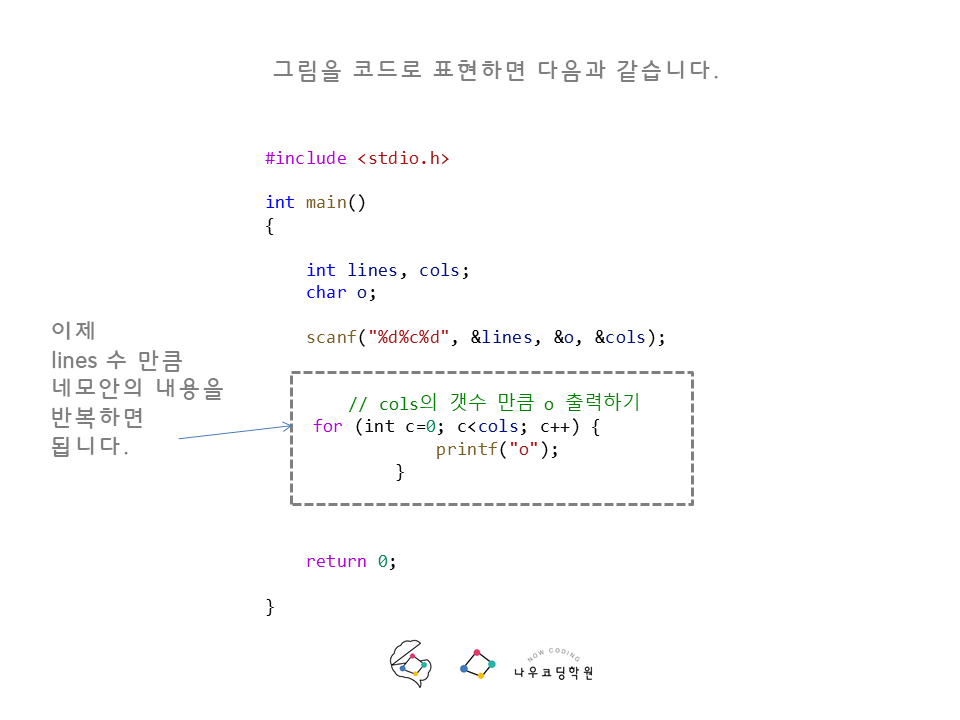 그림을 코드로 표현하면 다음과 같습니다.
#include <stdio.h>
int main()
{
int lines, cols;
char o;
scanf("%d%c%d", &lines, &o, &cols);
이제
lines 수 만큼
네모안의 내용을
반복하면
됩니다.
// cols의 갯수 만큼 o 출력하기
for (int c=0; c<cols; c++) {
printf("o");
}
return 0;
}
NOW CODING
나우코딩학원